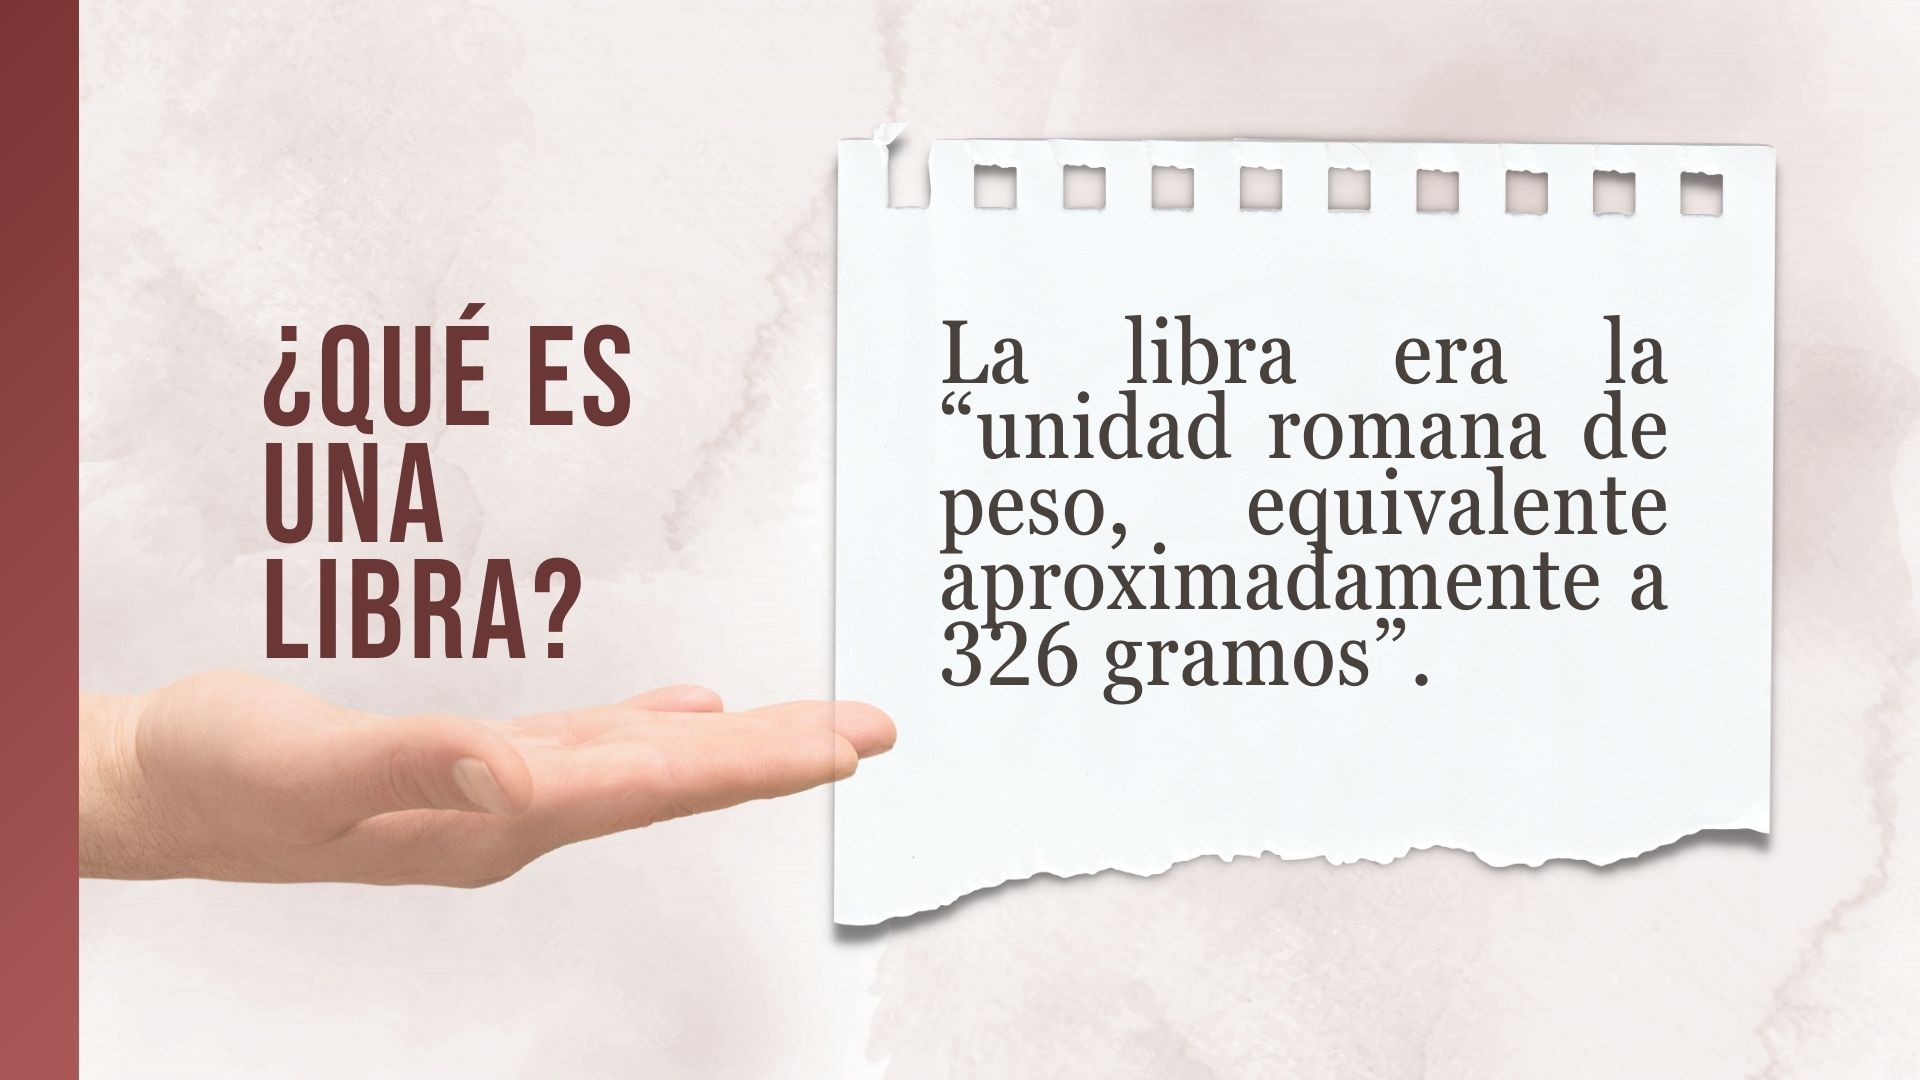 ¿QUÉ ES
UNA
LIBRA?
La libra era la
“unidad romana de
peso, equivalente
aproximadamente a
326 gramos”.